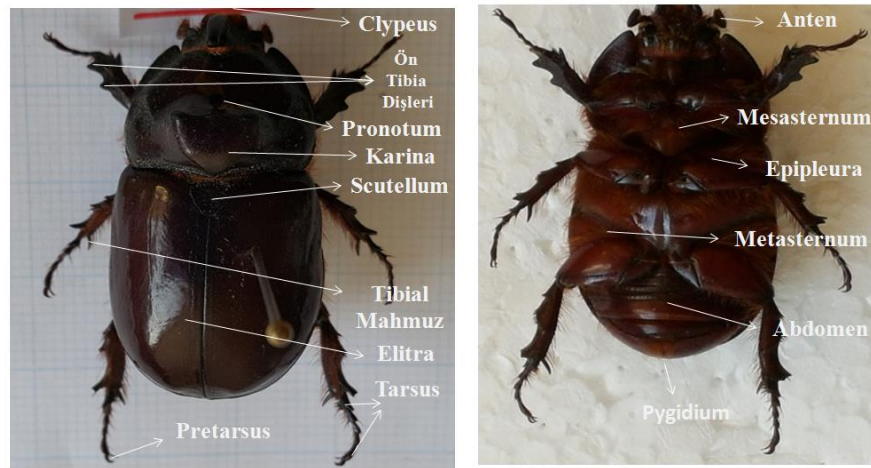 Clypeus
Ön
Tibia
Dişleri
Pronotum
Karina
Scutellum
Tibial
Mahmuz
Elitra
Tarsus
Pretarsus
Anten
Mesasternum
Epipleura
Metasternum
Abdomen
Pygidium